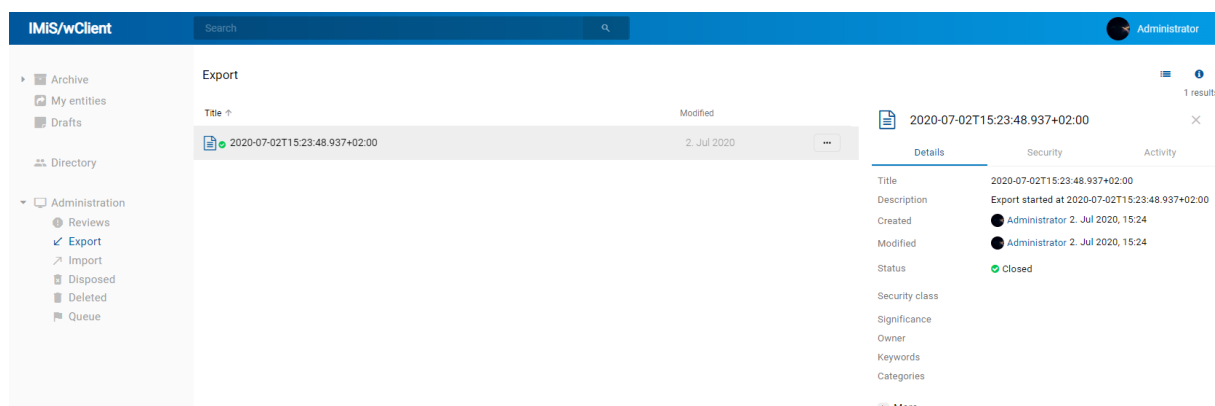 IMiS/wClient
Search
Administrator
Archive
My entities
Drafts
Directory
Administration
Reviews
Export
Import
Disposed
Deleted
Queue
Export
1 results
Title ↑ Modified
2020-07-02T15:23:48.937+02:00 2. Jul 2020
2020-07-02T15:23:48.937+02:00
Details Security Activity
Title 2020-07-02T15:23:48.937+02:00
Description Export started at 2020-07-02T15:23:48.937+02:00
Created Administrator 2. Jul 2020, 15:24
Modified Administrator 2. Jul 2020, 15:24
Status Closed
Security class
Significance
Owner
Keywords
Categories